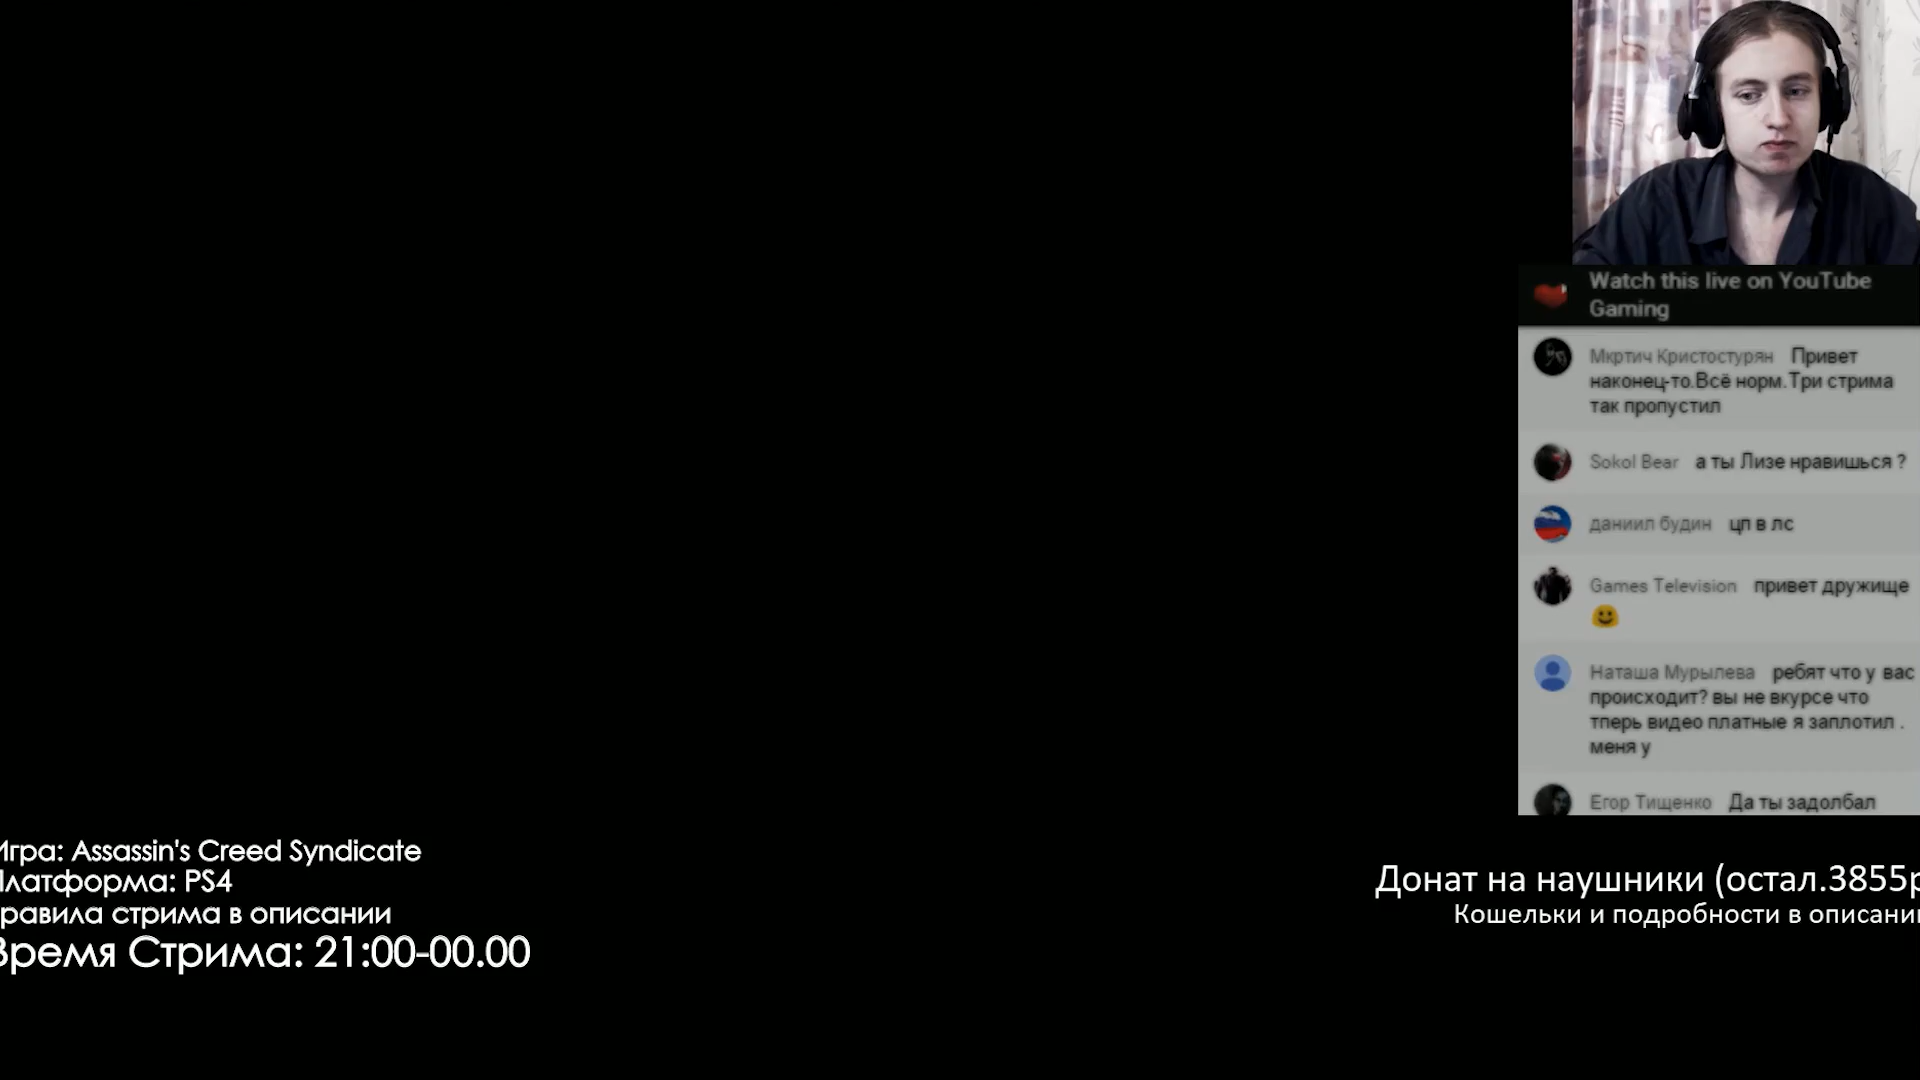 Watch this live on YouTube
Gaming
Мкртич Кристостурян Привет
наконец-то.Всё норм.Три стрима
так пропустил
Sokol Bear а ты Лизе нравишься ?
даниил будин цп в лс
Games Television привет дружище
Наташа Мурылева ребят что у вас
происходит? вы не вкурсе что
тперь видео платные я заплотил .
меня у
Егор Тищенко Да ты задолбал
Игра: Assassin's Creed Syndicate
Платформа: PS4
равила стрима в описании
Время Стрима: 21:00-00.00
Донат на наушники (остал.3855р
Кошельки и подробности в описани